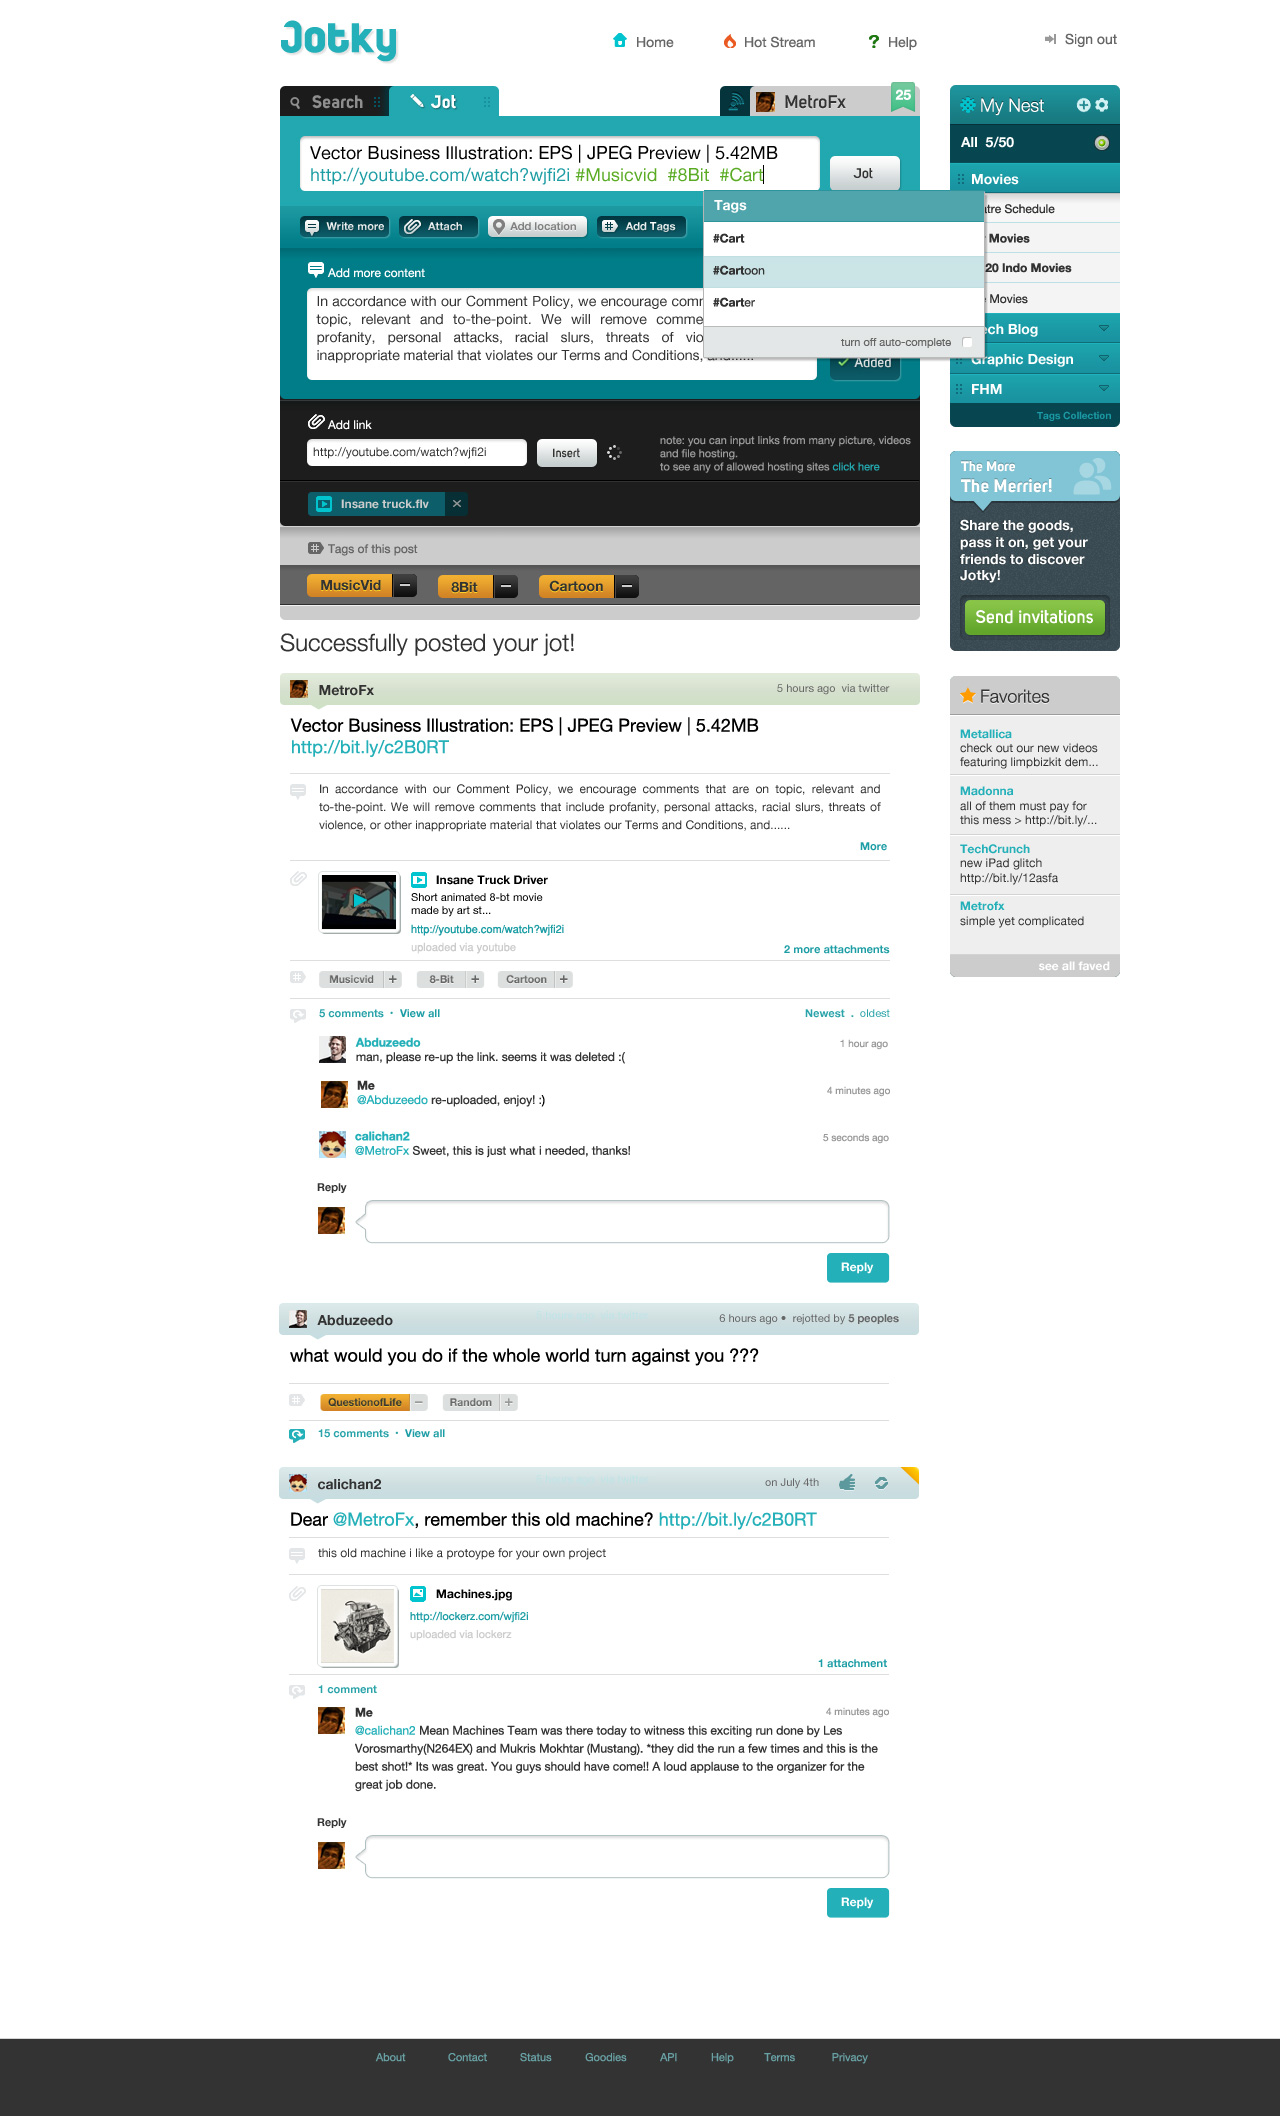 Jotky
Home
Hot Stream
Help
Sign out
Search
Jot
MetroFx
25
Vector Business Illustration: EPS | JPEG Preview | 5.42MB
http://youtube.com/watch?wjfi2i #Musicvid #8Bit #Cart
Jot
Write more
Attach
Add location
Add Tags
Tags
#Cart
#Cartoon
#Carter
turn off auto-complete
Add more content
In accordance with our Comment Policy, we encourage
topic, relevant and to-the-point. We will remove
profanity, personal attacks, racial slurs, threats of
inappropriate material that violates our Terms and Conditions, and......
Added
Add link
http://youtube.com/watch?wjfi2i
Insert
note: you can input links from many picture, videos
and file hosting.
to see any of allowed hosting sites click here
Insane truck.flv
Tags of this post
MusicVid
8Bit
Cartoon
Successfully posted your jot!
MetroFx
5 hours ago via twitter
Vector Business Illustration: EPS | JPEG Preview | 5.42MB
http://bit.ly/c2B0RT
In accordance with our Comment Policy, we encourage comments that are on topic, relevant and
to-the-point. We will remove comments that include profanity, personal attacks, racial slurs, threats of
violence, or other inappropriate material that violates our Terms and Conditions, and......
More
Insane Truck Driver
Short animated 8-bt movie
made by art st...
http://youtube.com/watch?wjfi2i
uploaded via youtube
2 more attachments
Musicvid +
8-Bit +
Cartoon +
5 comments · View all
Newest . oldest
Abduzeedo
1 hour ago
man, please re-up the link. seems it was deleted :(
Me
4 minutes ago
@Abduzeedo re-uploaded, enjoy! :)
calichan2
5 seconds ago
@MetroFx Sweet, this is just what i needed, thanks!
Reply
Reply
Abduzeedo
6 hours ago • rejotted by 5 peoples
what would you do if the whole world turn against you ???
QuestionofLife −
Random +
15 comments · View all
calichan2
on July 4th
Dear @MetroFx, remember this old machine? http://bit.ly/c2B0RT
this old machine i like a protoype for your own project
Machines.jpg
http://lockerz.com/wjfi2i
uploaded via lockerz
1 attachment
1 comment
Me
4 minutes ago
@calichan2 Mean Machines Team was there today to witness this exciting run done by Les
Vorosmarthy(N264EX) and Mukris Mokhtar (Mustang). *they did the run a few times and this is the
best shot!* Its was great. You guys should have come!! A loud applause to the organizer for the
great job done.
Reply
Reply
My Nest
All 5/50
Movies
Schedule
Movies
20 Indo Movies
Movies
Blog
Graphic Design
FHM
Tags Collection
The More
The Merrier!
Share the goods,
pass it on, get your
friends to discover
Jotky!
Send invitations
Favorites
Metallica
check out our new videos
featuring limpbizkit dem...
Madonna
all of them must pay for
this mess > http://bit.ly/...
TechCrunch
new iPad glitch
http://bit.ly/12asfa
Metrofx
simple yet complicated
see all faved
About
Contact
Status
Goodies
API
Help
Terms
Privacy